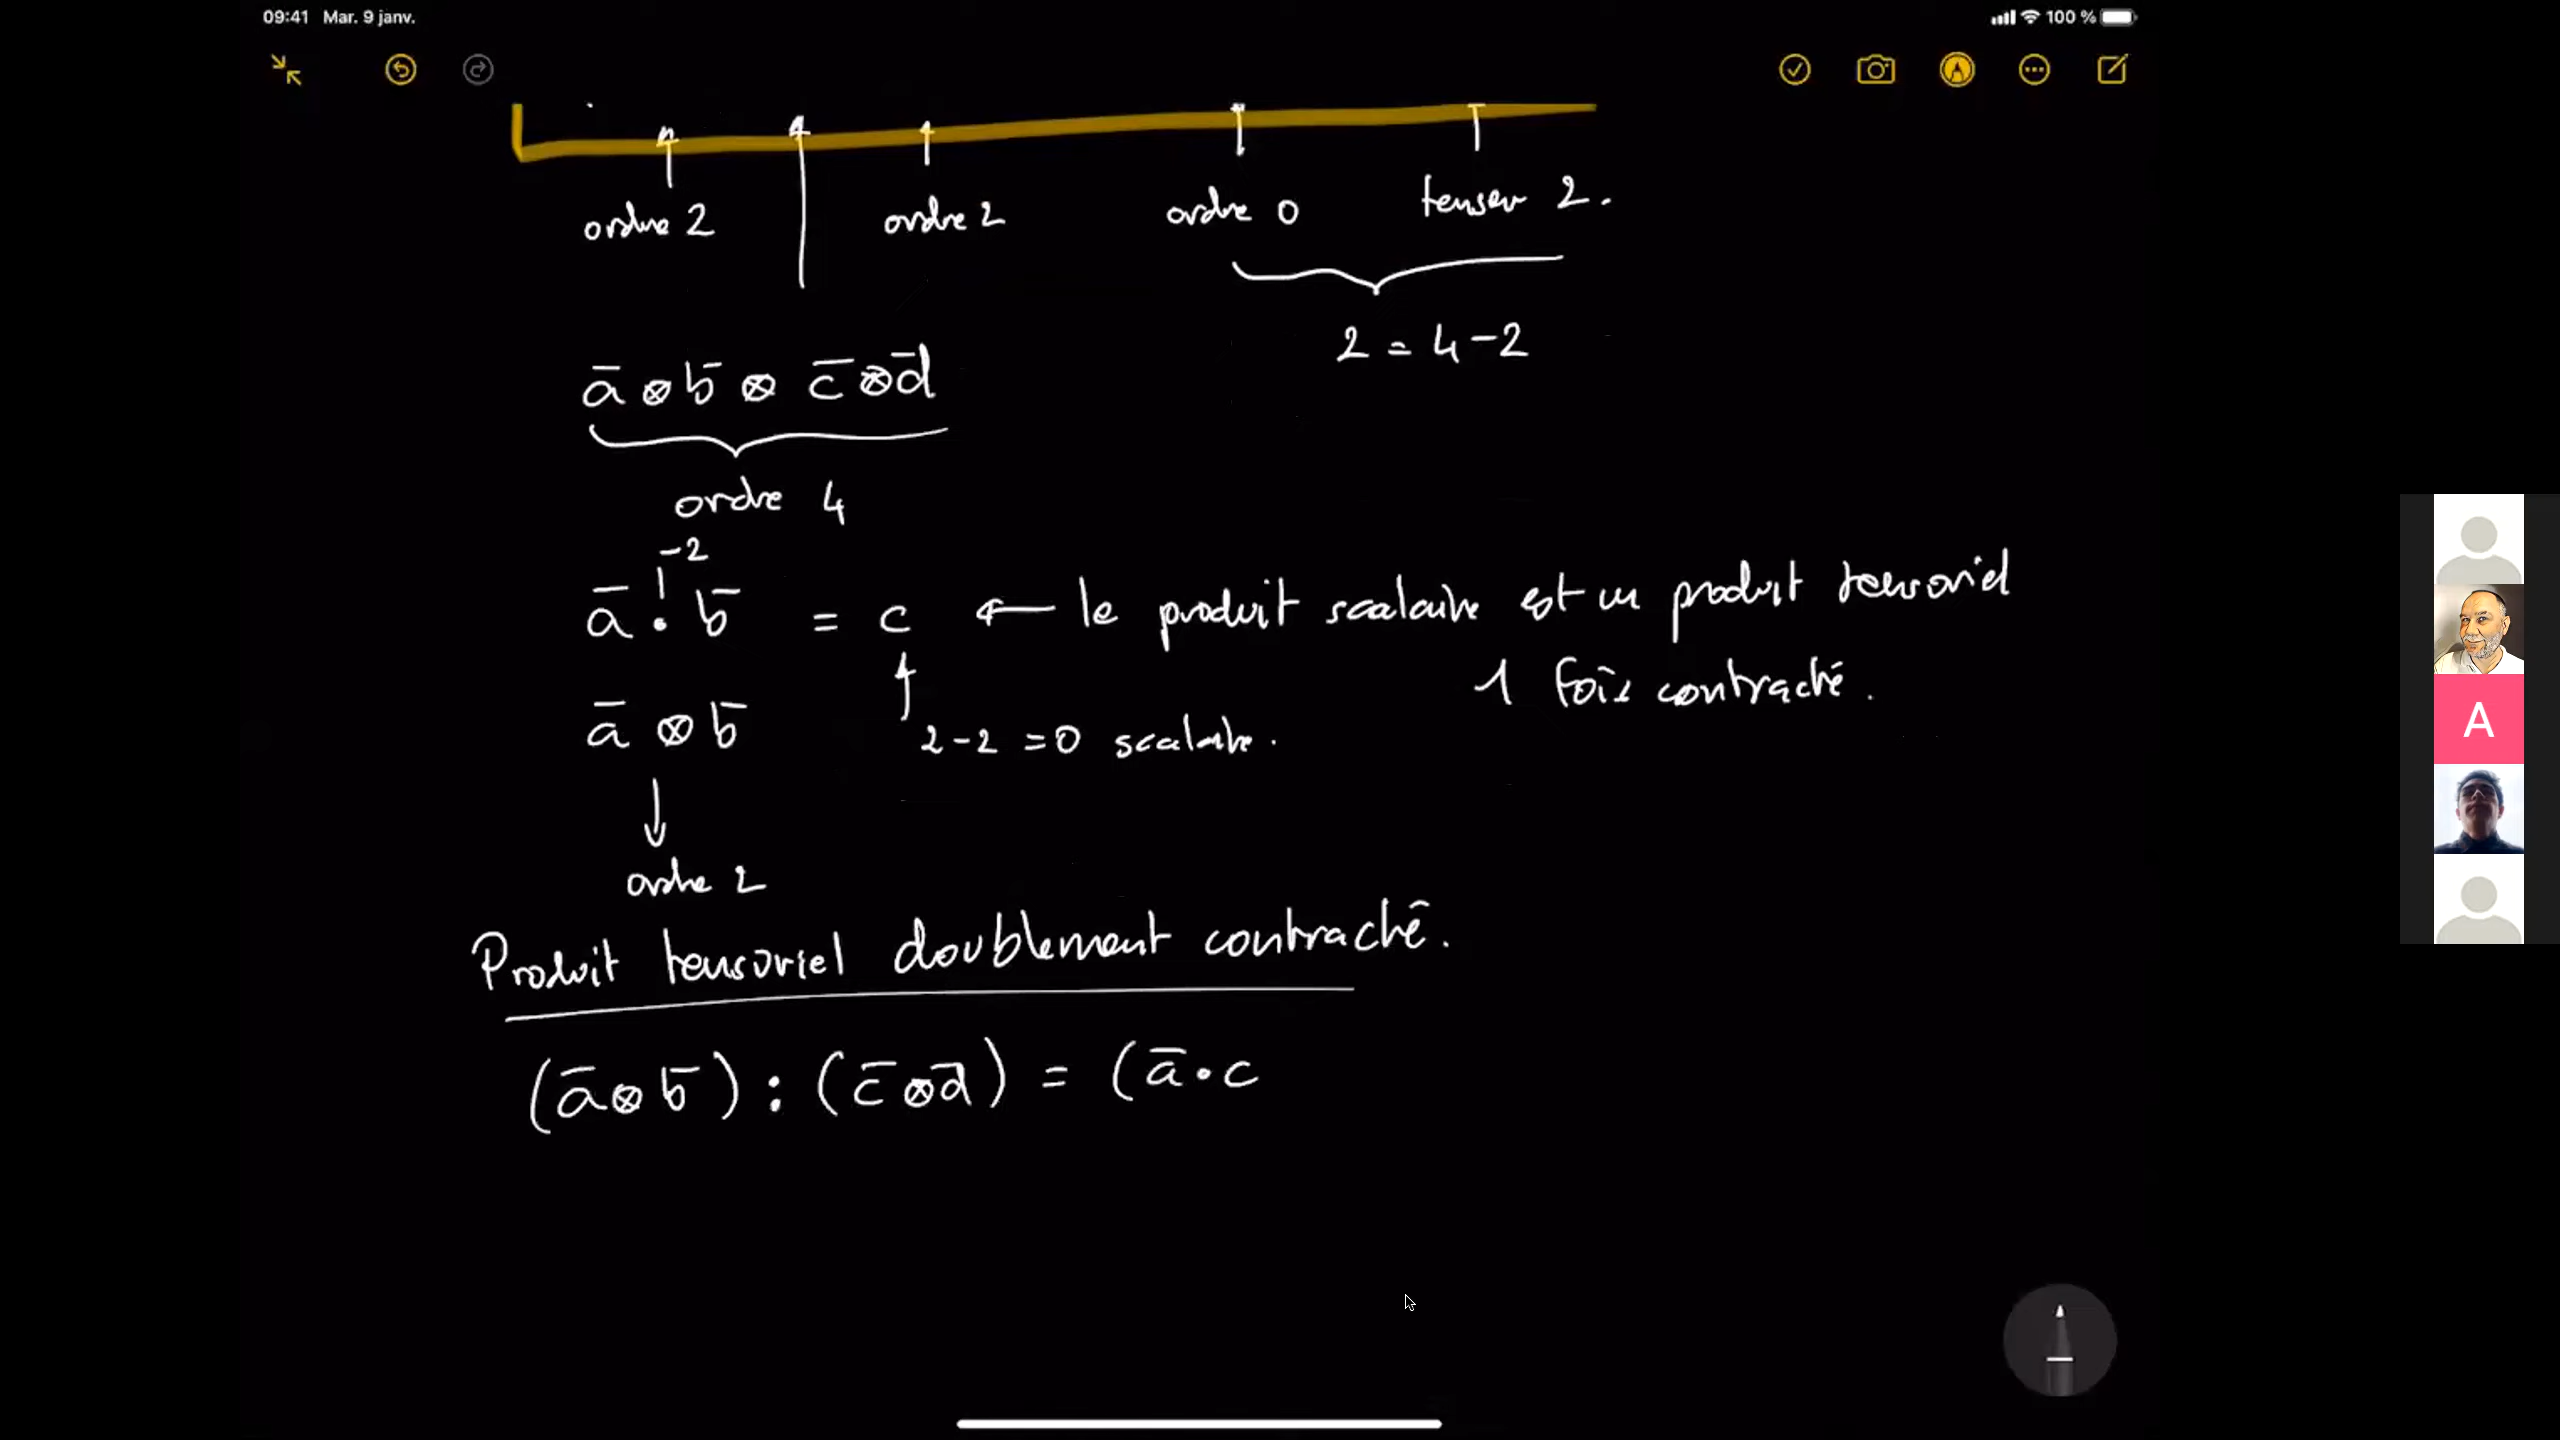 09:41 Mar. 9 janv. 100 %
ordre 2 ordre 2 ordre 0 tenseur 2.
2 = 4-2
a̅ ⊗ b̅ ⊗ c̅ ⊗ d̅
ordre 4
-2
a̅ • b̅ = c ← le produit scalaire est un produit tensoriel
1 fois contracté.
a̅ ⊗ b̅
2-2 = 0 scalaire.
ordre 2
Produit tensoriel doublement contracté.
(a̅ ⊗ b̅) : (c̅ ⊗ d̅) = (a̅ • c
A